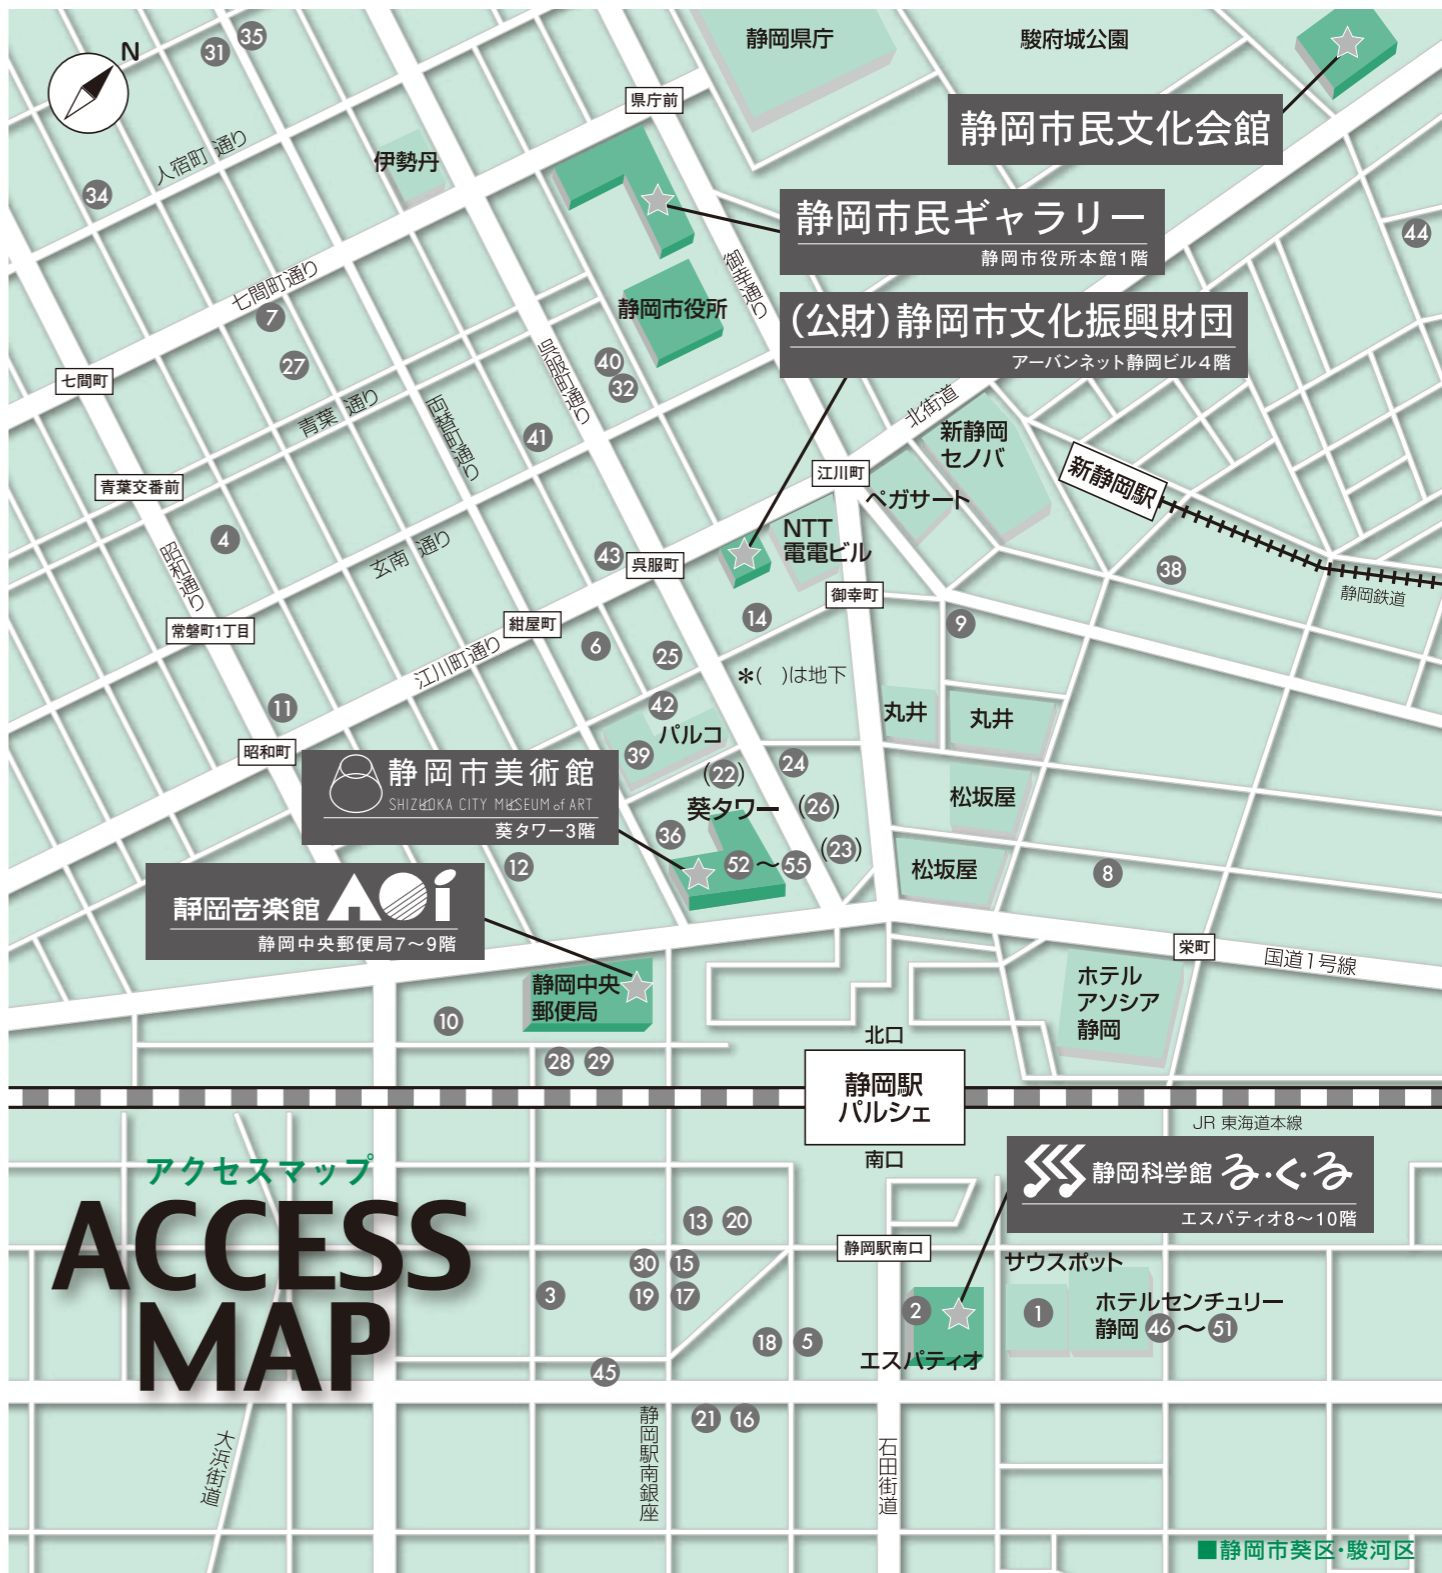 N
35
31
静岡県庁
駿府城公園
県庁前
静岡市民文化会館
人宿町 通り
伊勢丹
34
静岡市民ギャラリー
静岡市役所本館1階
44
御幸通り
七間町通り
7
静岡市役所
(公財)静岡市文化振興財団
アーバンネット静岡ビル4階
27
呉服町通り
40
32
七間町
青葉 通り
両替町通り
北街道
41
新静岡
セノバ
江川町
新静岡駅
青葉交番前
ペガサート
4
NTT
電電ビル
昭和通り
玄南 通り
43
呉服町
38
静岡鉄道
御幸町
常磐町1丁目
紺屋町
14
9
6
25
江川町通り
*( )は地下
11
42
パルコ
丸井
丸井
昭和町
39
静岡市美術館
SHIZUOKA CITY MUSEUM of ART
葵タワー3階
(22)
24
葵タワー
(26)
松坂屋
36
(23)
12
52〜55
松坂屋
8
静岡音楽館 AOi
静岡中央郵便局7〜9階
栄町
国道1号線
静岡中央
郵便局
ホテル
アソシア
静岡
10
北口
28
29
静岡駅
パルシェ
JR 東海道本線
南口
静岡科学館 る・く・る
エスパティオ8〜10階
アクセスマップ
ACCESS
MAP
13
20
静岡駅南口
30
15
サウスポット
3
19
17
2
1
ホテルセンチュリー
静岡 46〜51
18
5
エスパティオ
45
21
16
静岡駅南銀座
大浜街道
石田街道
■静岡市葵区・駿河区